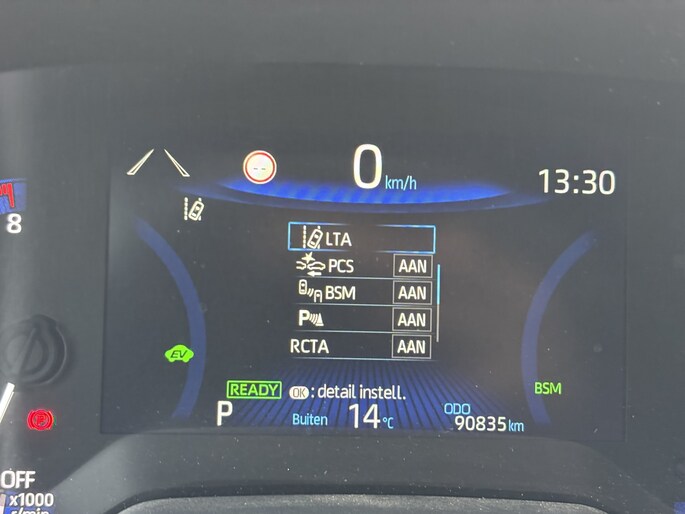 0 km/h
13:30
8
LTA
PCS AAN
BSM AAN
P AAN
RCTA AAN
EV
READY OK : detail instell.
BSM
P Buiten 14 °C ODO 90835 km
OFF
x1000
r/min